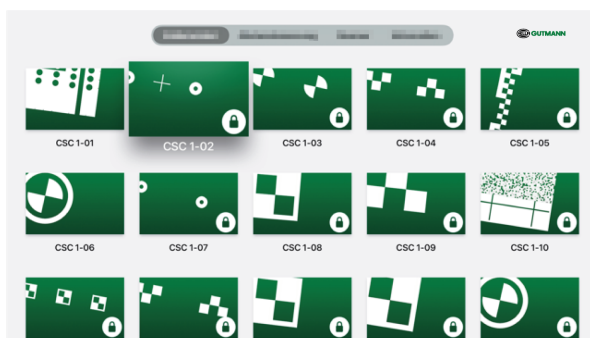 GUTMANN
CSC 1-01
CSC 1-02
CSC 1-03
CSC 1-04
CSC 1-05
CSC 1-06
CSC 1-07
CSC 1-08
CSC 1-09
CSC 1-10